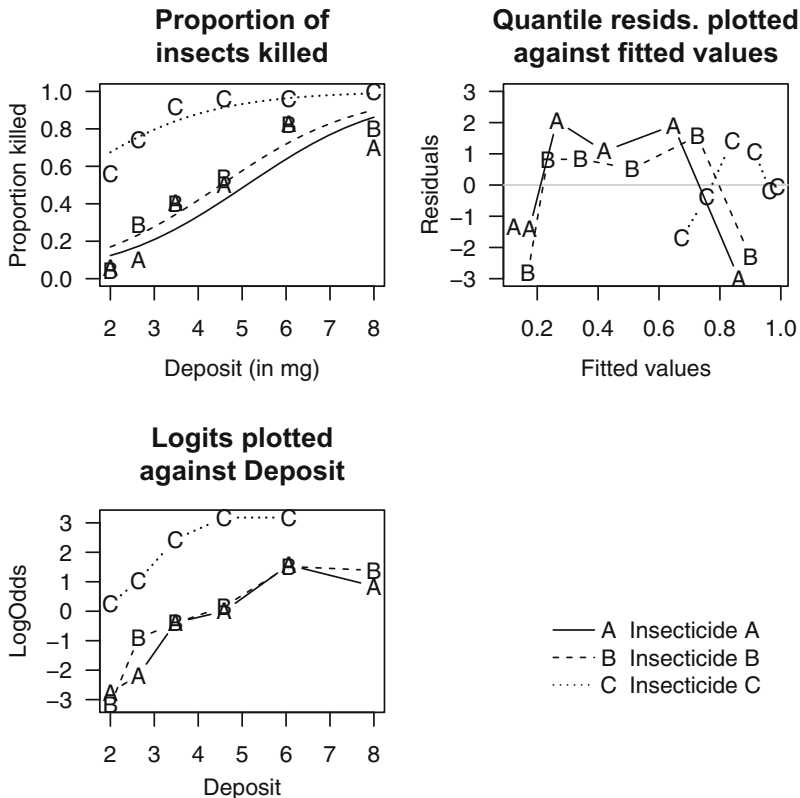 Proportion of
insects killed
Proportion killed
1.0
0.8
0.6
0.4
0.2
0.0
C C C C C C
A A A A A A
B B B B B B
2 3 4 5 6 7 8
Deposit (in mg)
Quantile resids. plotted
against fitted values
Residuals
3
2
1
0
−1
−2
−3
A A A A A A
B B B B B B
C C C C C C
0.2 0.4 0.6 0.8 1.0
Fitted values
Logits plotted
against Deposit
LogOdds
3
2
1
0
−1
−2
−3
C C C C C
A A A A A A
B B B B B B
2 3 4 5 6 7 8
Deposit
A Insecticide A
B Insecticide B
C Insecticide C